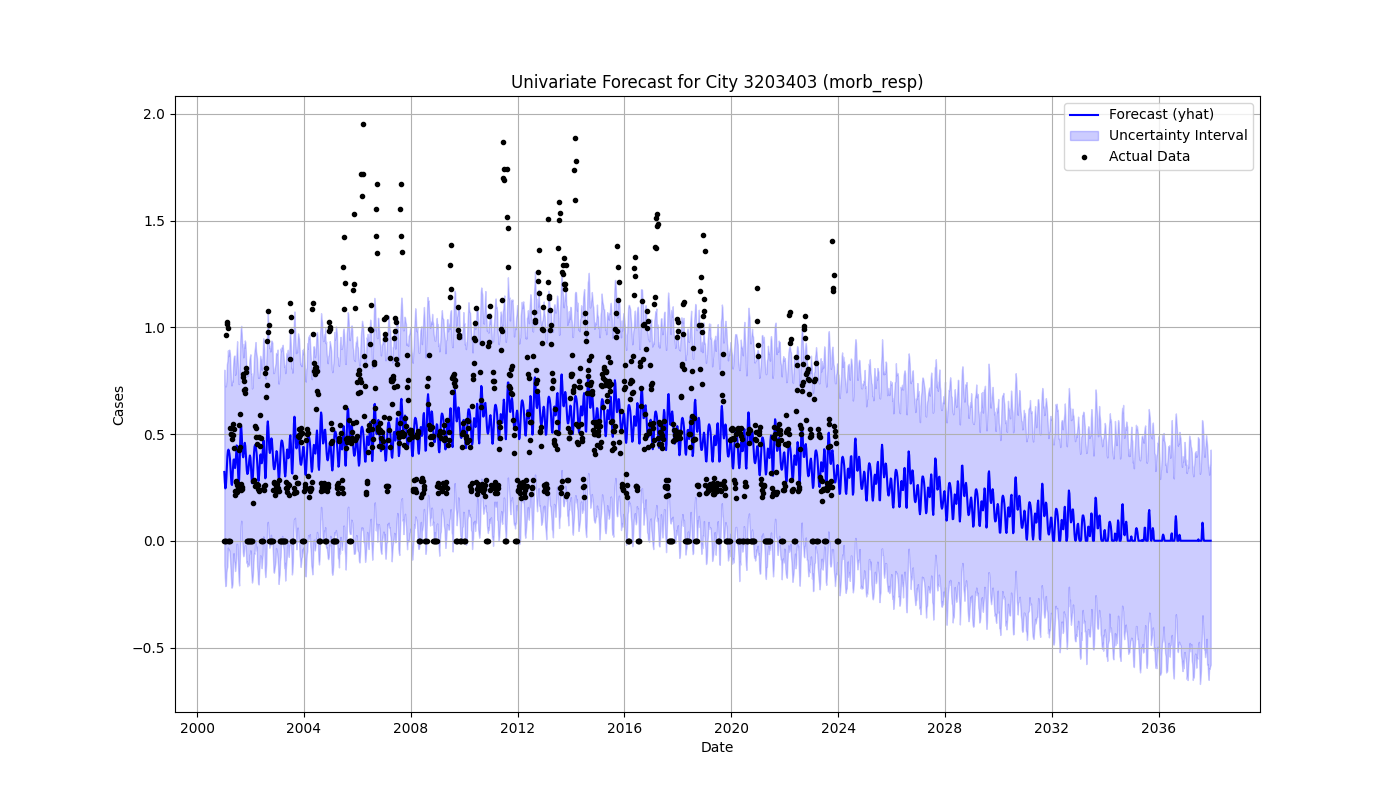 Univariate Forecast for City 3203403 (morb_resp)
Forecast (yhat)
Uncertainty Interval
Actual Data
2.0
1.5
1.0
0.5
0.0
−0.5
Cases
2000 2004 2008 2012 2016 2020 2024 2028 2032 2036
Date